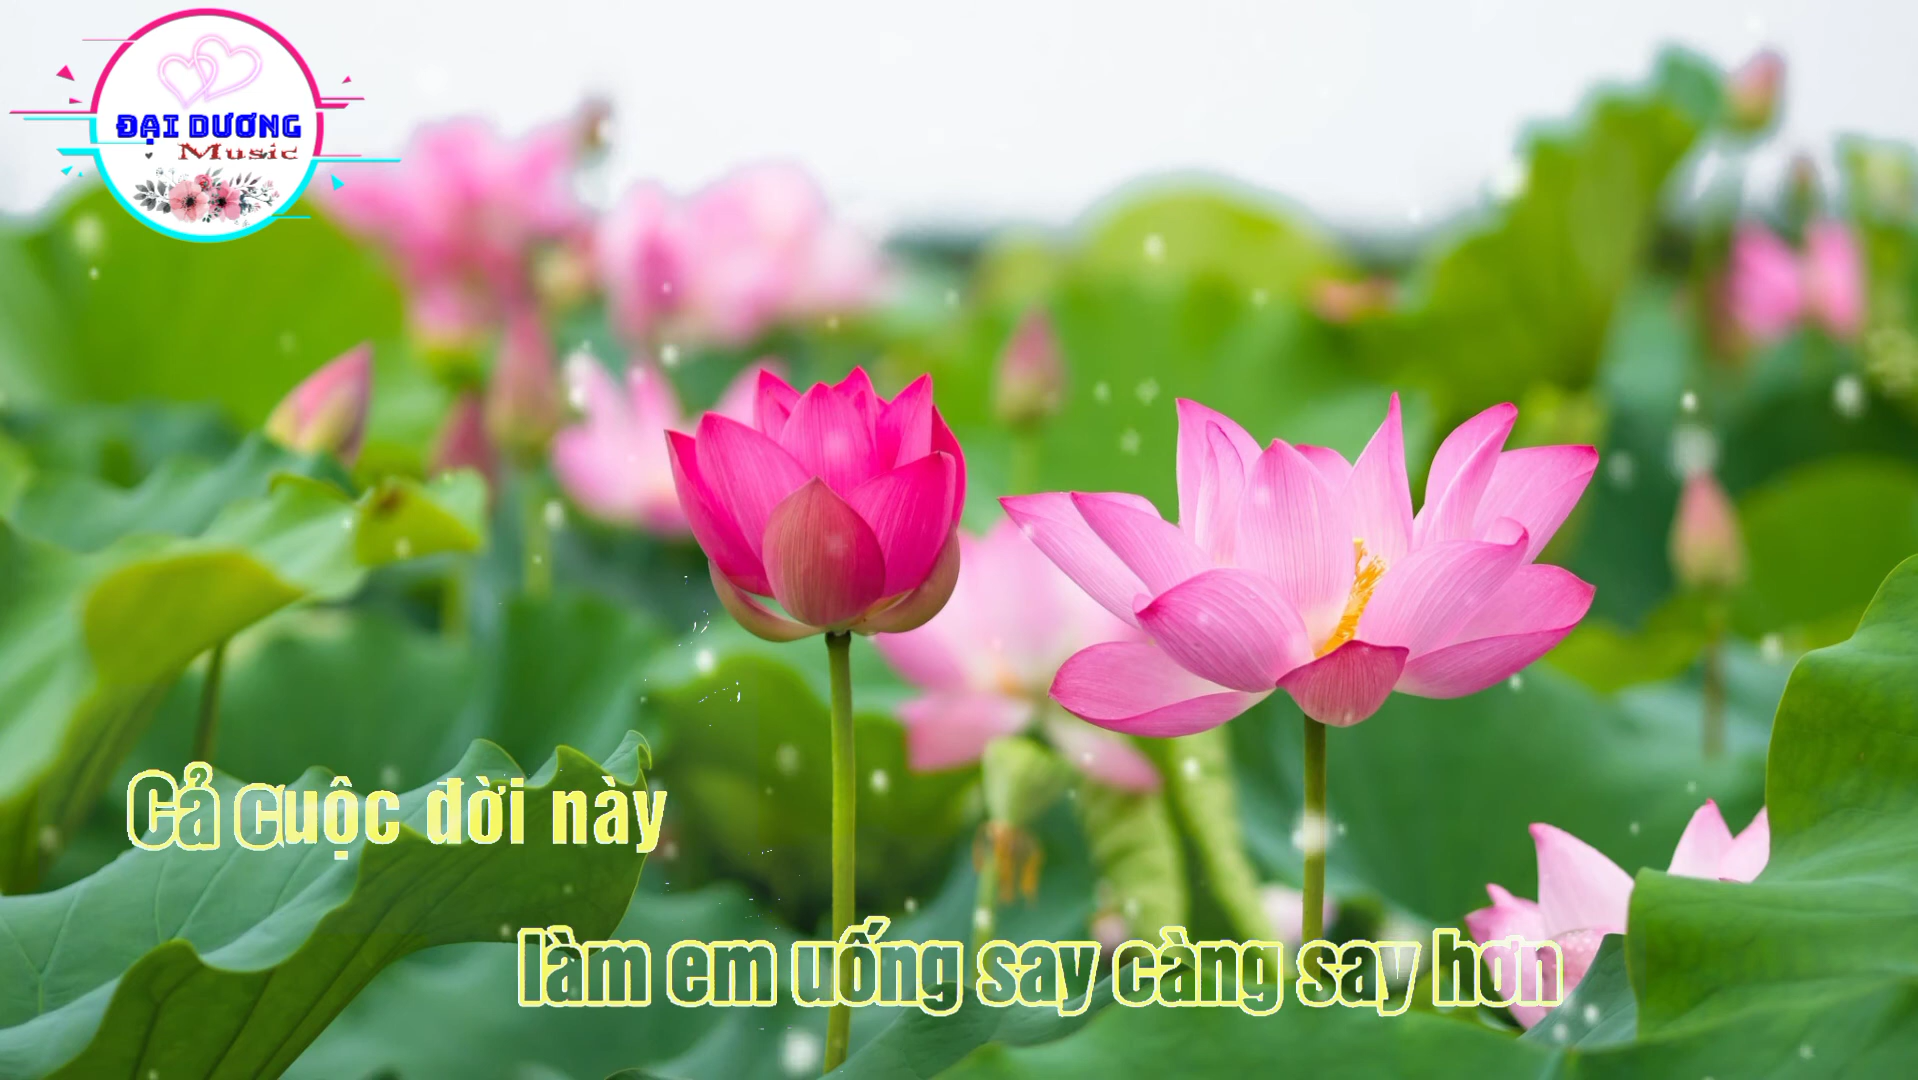 ĐẠI DƯƠNG
Music
Cả cuộc đời này
làm em uống say càng say hơn